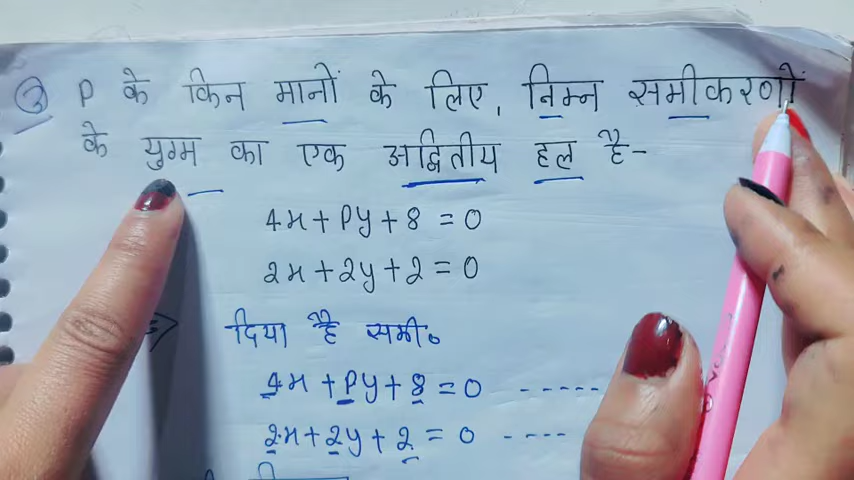 3 P के किन मानों के लिए, निम्न समीकरणों
के युग्म का एक अद्वितीय हल है-
4x+Py+8=0
2x+2y+2=0
=> दिया है समी०
4x+Py+8=0 -----
2x+2y+2=0 ----